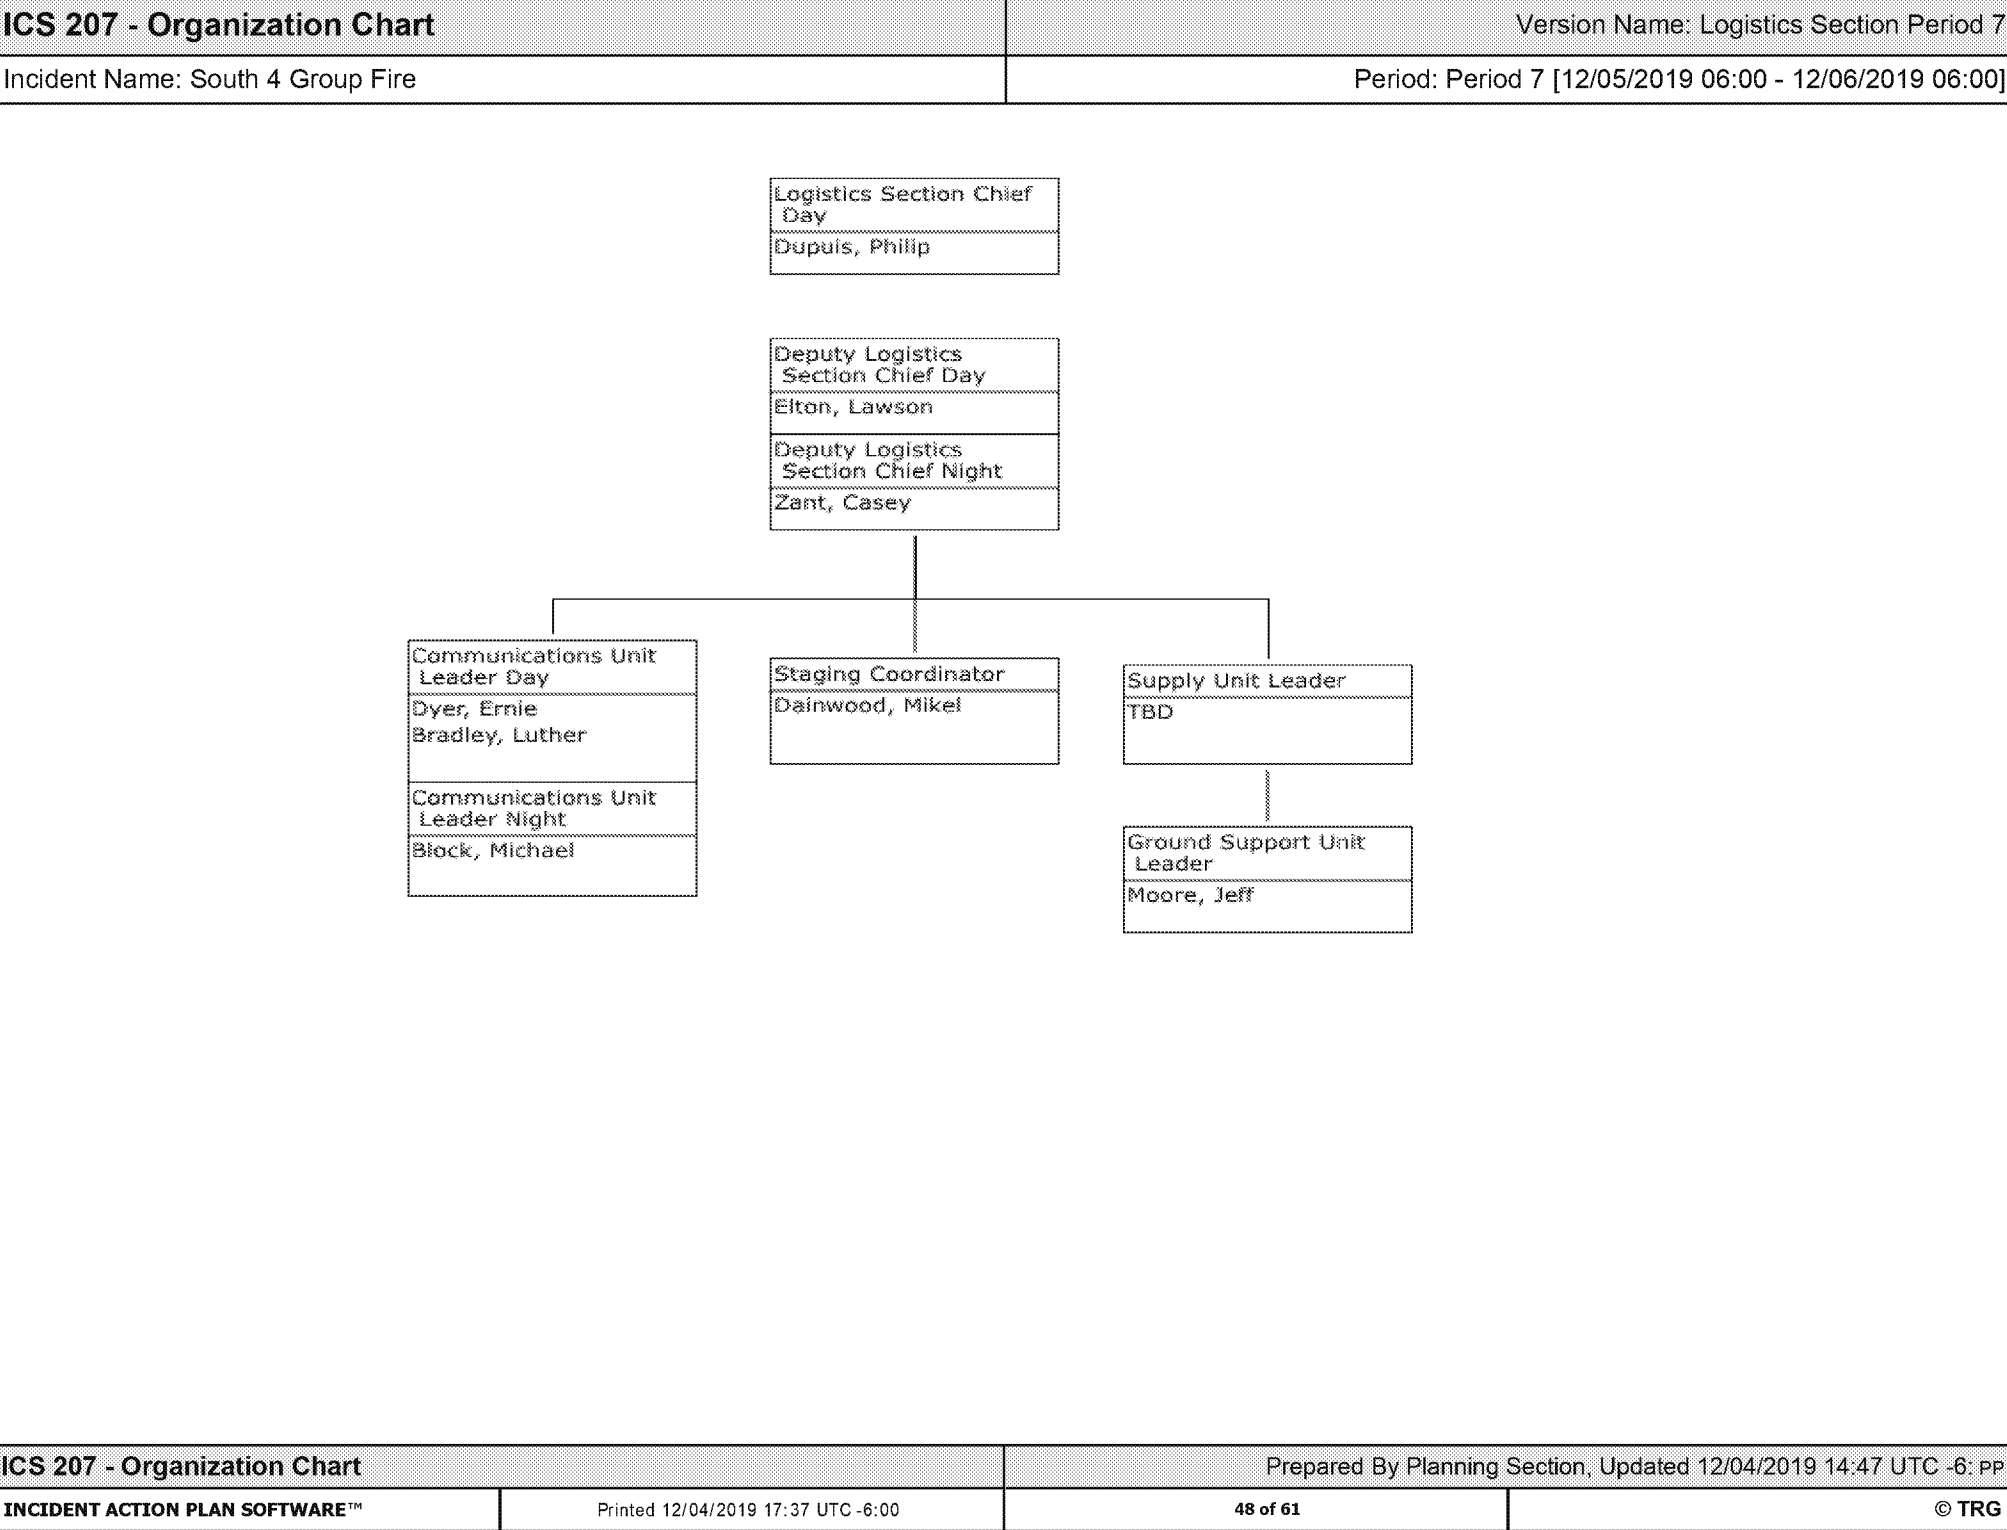 ICS 207 - Organization Chart
Version Name: Logistics Section Period 7
Incident Name: South 4 Group Fire
Period: Period 7 [12/05/2019 06:00 - 12/06/2019 06:00]
Logistics Section Chief
Day
Dupuis, Philip
Deputy Logistics
Section Chief Day
Elton, Lawson
Deputy Logistics
Section Chief Night
Zant, Casey
Communications Unit
Leader Day
Dyer, Ernie
Bradley, Luther
Communications Unit
Leader Night
Block, Michael
Staging Coordinator
Dainwood, Mikel
Supply Unit Leader
TBD
Ground Support Unit
Leader
Moore, Jeff
ICS 207 - Organization Chart
Prepared By Planning Section, Updated 12/04/2019 14:47 UTC -6: PP
INCIDENT ACTION PLAN SOFTWARE™
Printed 12/04/2019 17:37 UTC -6:00
48 of 61
© TRG